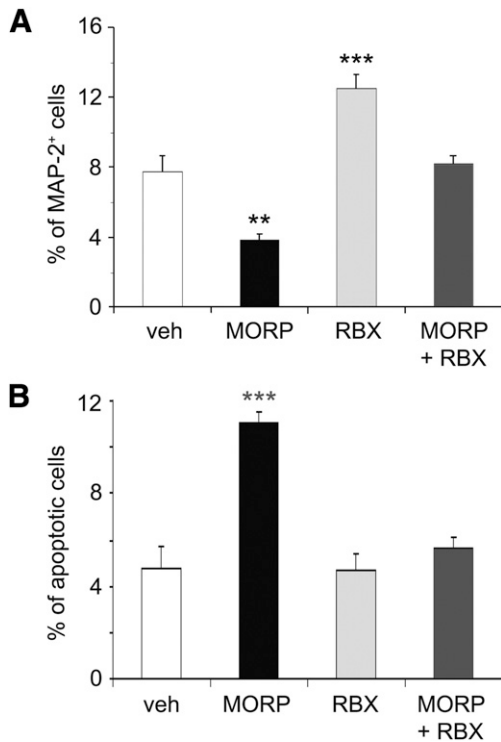 A
% of MAP-2⁺ cells
16
12
8
4
0
**
***
veh
MORP
RBX
MORP
+ RBX
B
% of apoptotic cells
12
8
4
0
***
veh
MORP
RBX
MORP
+ RBX